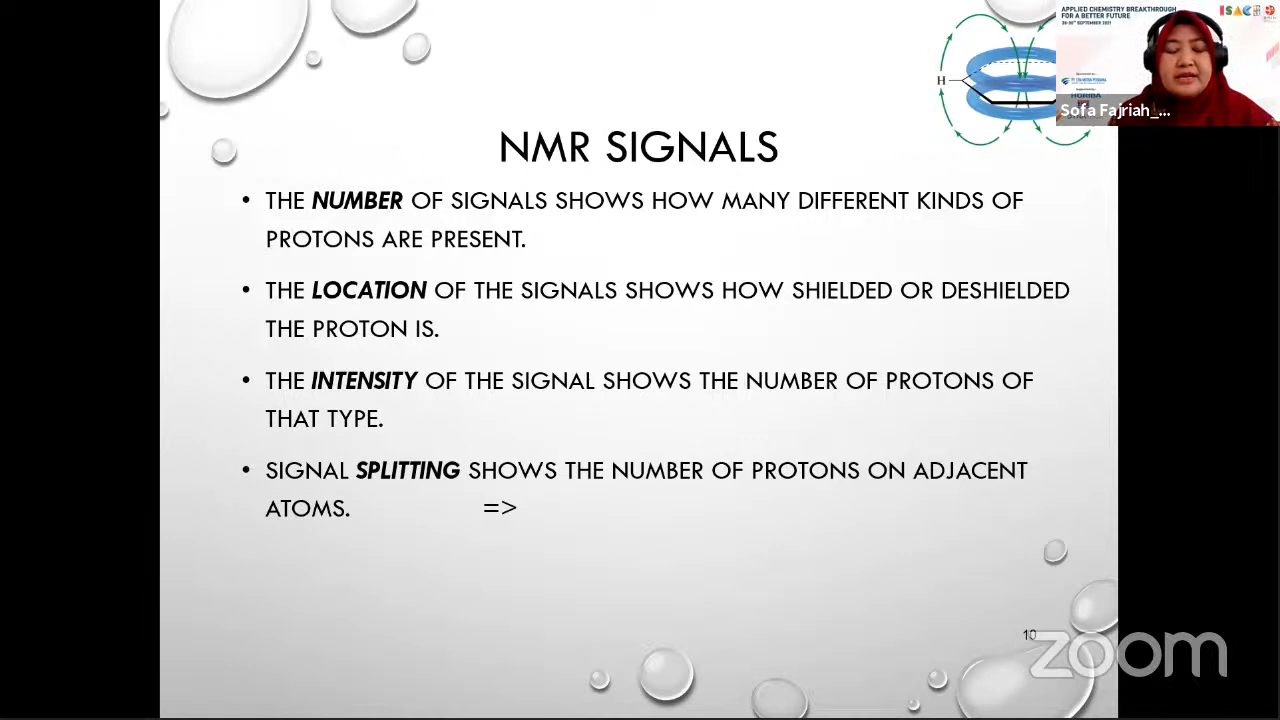 APPLIED CHEMISTRY BREAKTHROUGH
FOR A BETTER FUTURE
ISAC
HORIBA
Sofa Fajriah_...
H
NMR SIGNALS
• THE NUMBER OF SIGNALS SHOWS HOW MANY DIFFERENT KINDS OF
PROTONS ARE PRESENT.
• THE LOCATION OF THE SIGNALS SHOWS HOW SHIELDED OR DESHIELDED
THE PROTON IS.
• THE INTENSITY OF THE SIGNAL SHOWS THE NUMBER OF PROTONS OF
THAT TYPE.
• SIGNAL SPLITTING SHOWS THE NUMBER OF PROTONS ON ADJACENT
ATOMS. =>
10
zoom